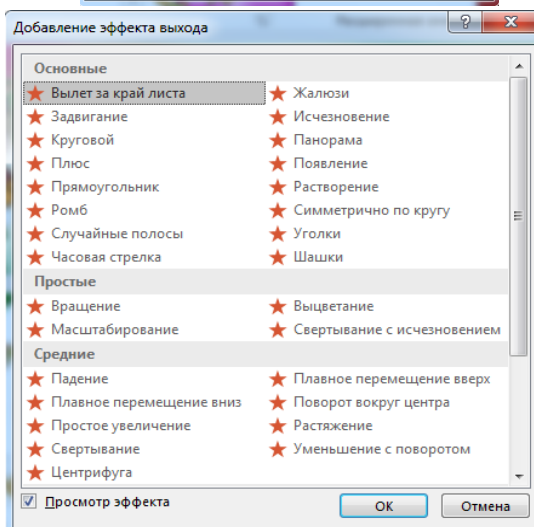 Добавление эффекта выхода
Основные
Вылет за край листа Жалюзи
Задвигание Исчезновение
Круговой Панорама
Плюс Появление
Прямоугольник Растворение
Ромб Симметрично по кругу
Случайные полосы Уголки
Часовая стрелка Шашки
Простые
Вращение Выцветание
Масштабирование Свертывание с исчезновением
Средние
Падение Плавное перемещение вверх
Плавное перемещение вниз Поворот вокруг центра
Простое увеличение Растяжение
Свертывание Уменьшение с поворотом
Центрифуга
Просмотр эффекта ОК Отмена